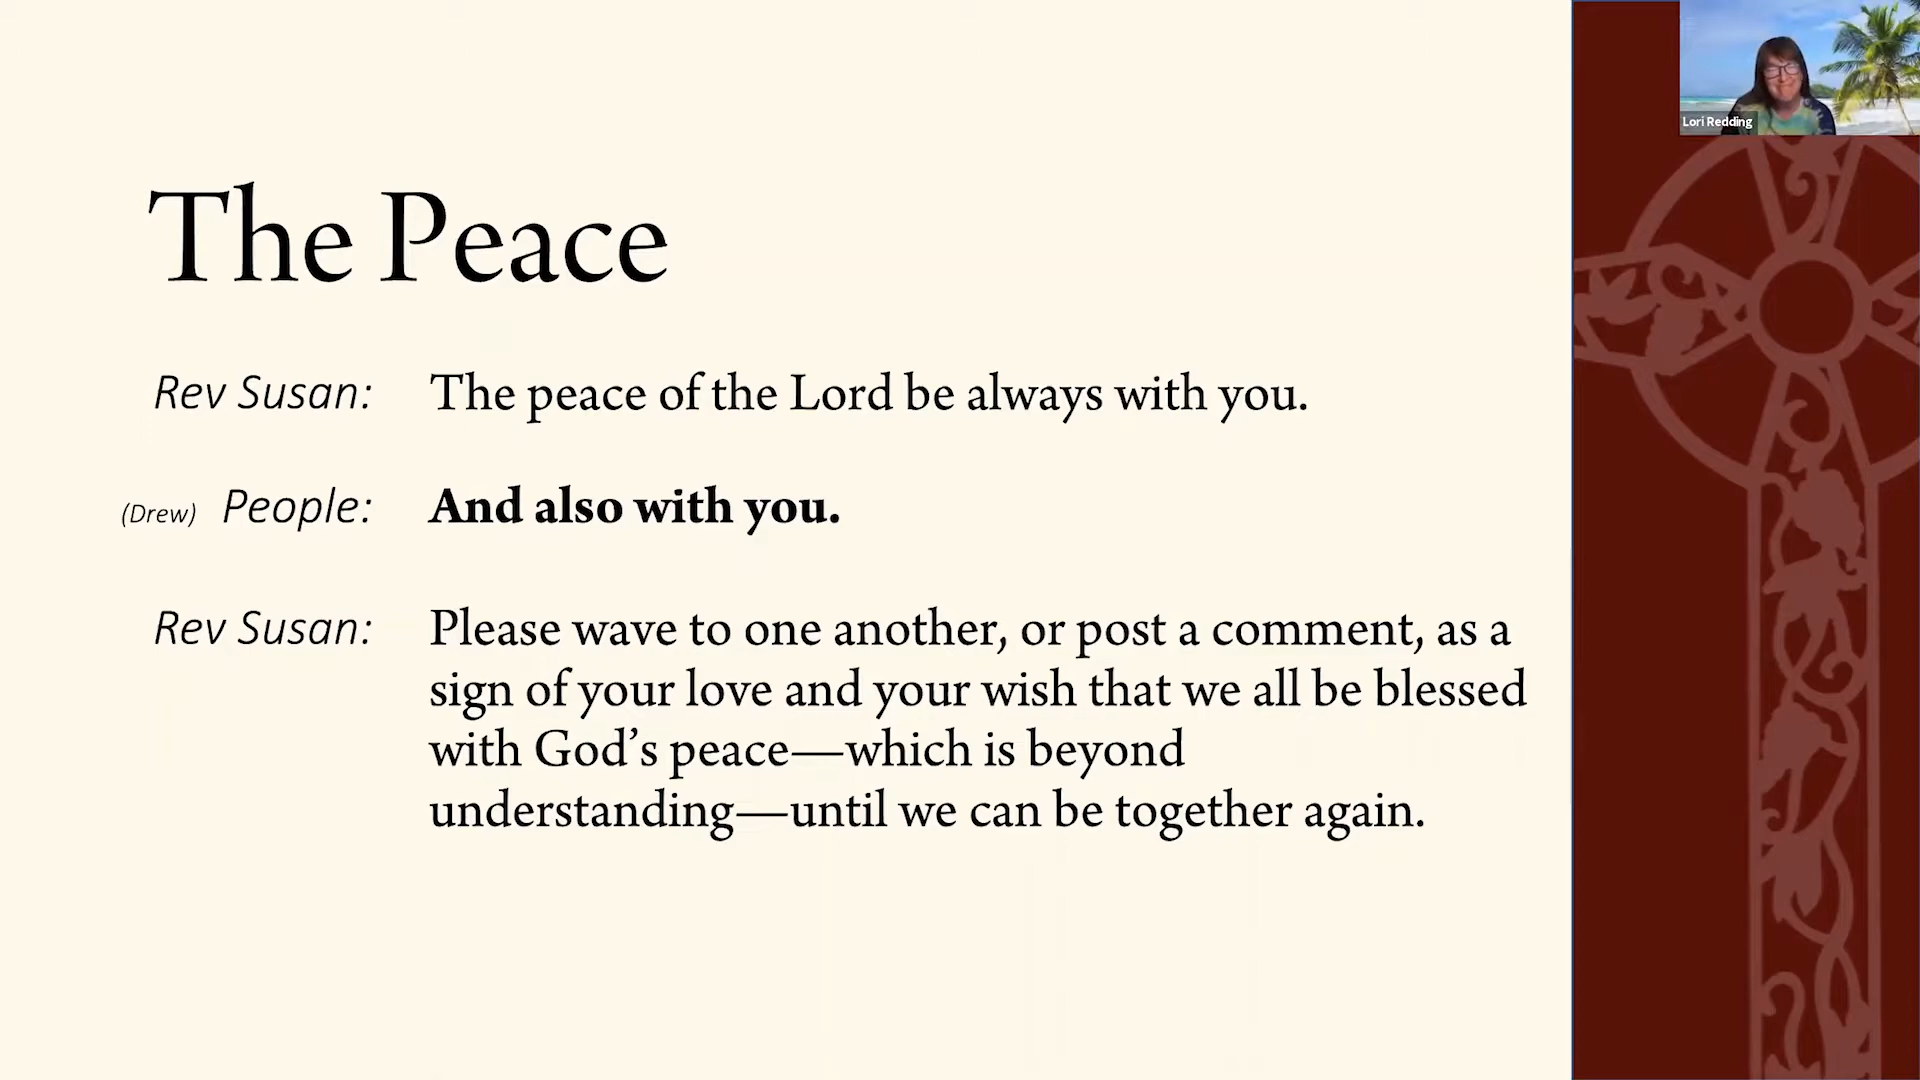 Lori Redding
The Peace
Rev Susan: The peace of the Lord be always with you.
(Drew) People: And also with you.
Rev Susan: Please wave to one another, or post a comment, as a
sign of your love and your wish that we all be blessed
with God’s peace—which is beyond
understanding—until we can be together again.